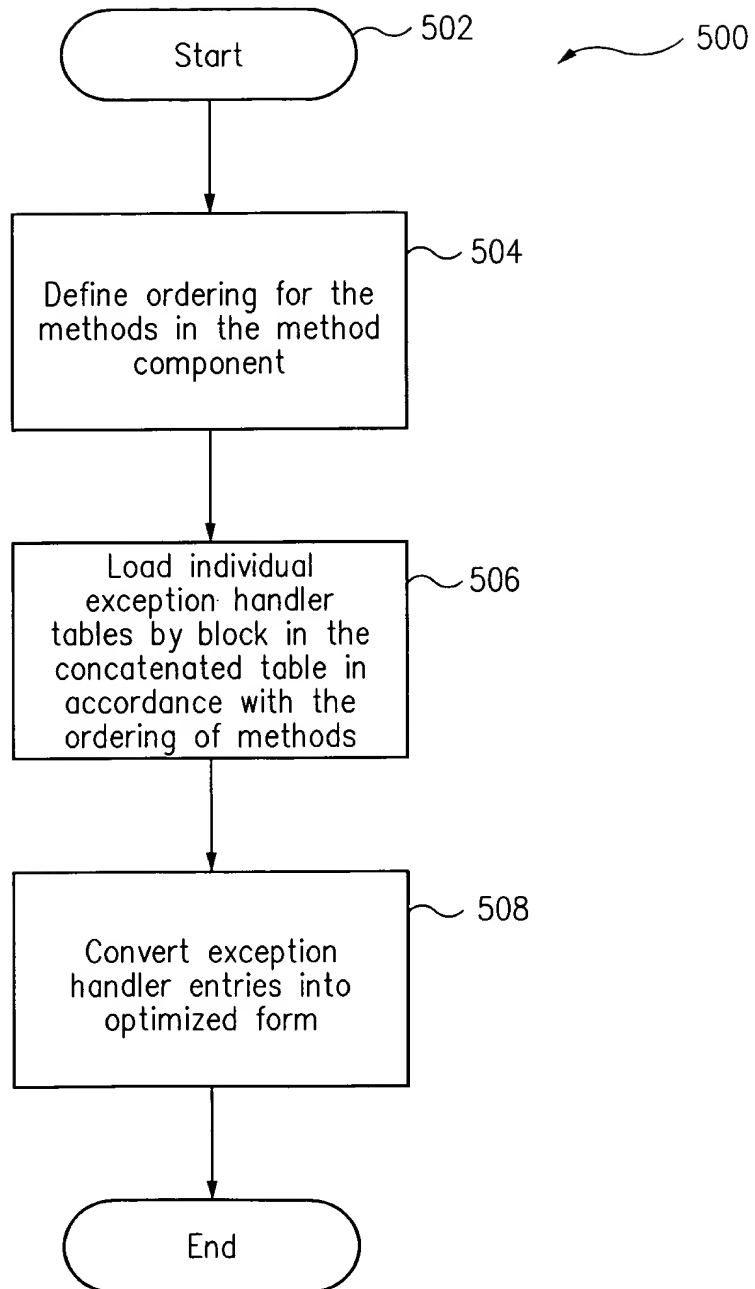 Start
502
500
Define ordering for the
methods in the method
component
504
Load individual
exception handler
tables by block in the
concatenated table in
accordance with the
ordering of methods
506
Convert exception
handler entries into
optimized form
508
End